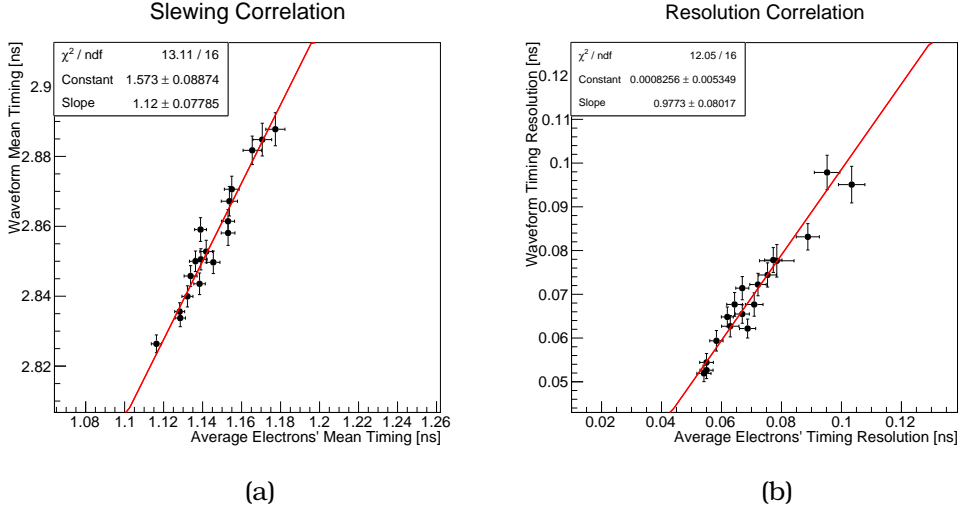 Slewing Correlation
χ² / ndf 13.11 / 16
Constant 1.573 ± 0.08874
Slope 1.12 ± 0.07785
Waveform Mean Timing [ns]
2.9
2.88
2.86
2.84
2.82
1.08 1.1 1.12 1.14 1.16 1.18 1.2 1.22 1.24 1.26
Average Electrons' Mean Timing [ns]
(a)
Resolution Correlation
χ² / ndf 12.05 / 16
Constant 0.0008256 ± 0.005349
Slope 0.9773 ± 0.08017
Waveform Timing Resolution [ns]
0.12
0.11
0.1
0.09
0.08
0.07
0.06
0.05
0.02 0.04 0.06 0.08 0.1 0.12
Average Electrons' Timing Resolution [ns]
(b)